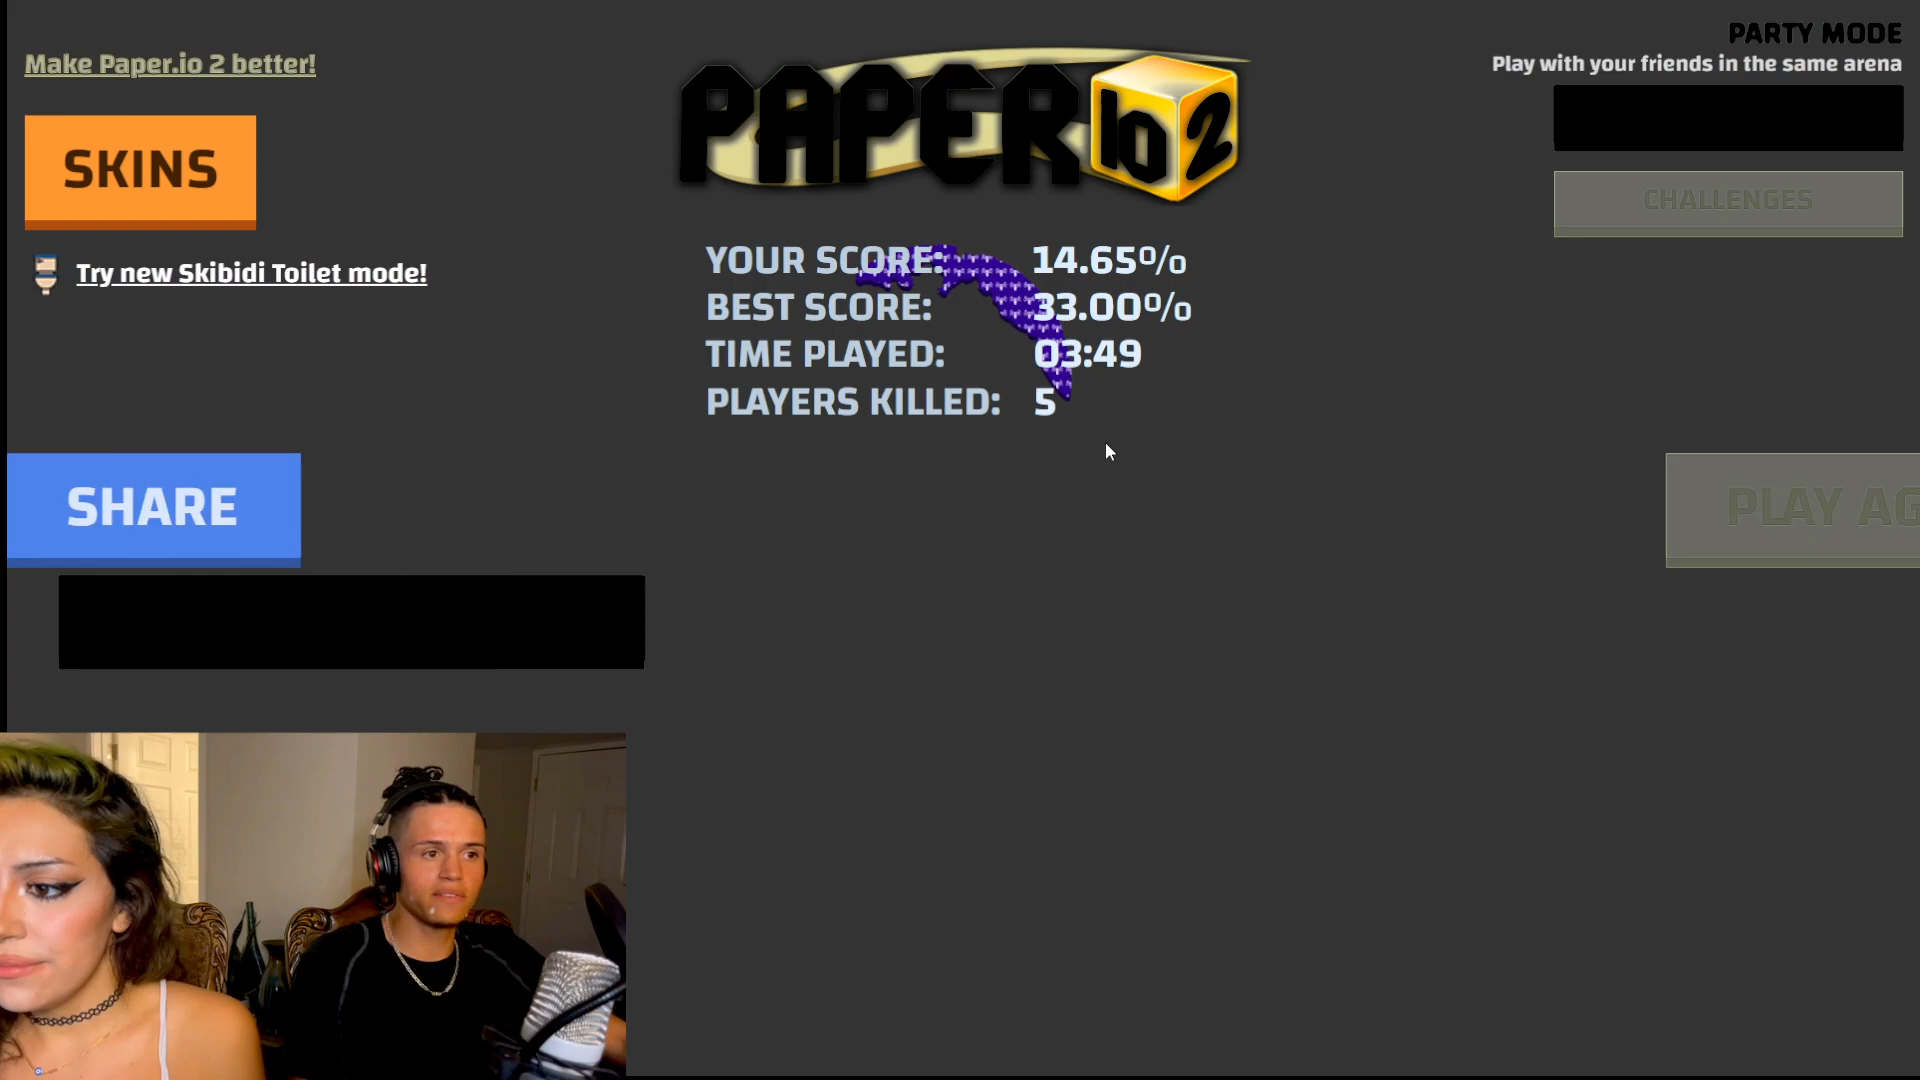 Make Paper.io 2 better!
SKINS
Try new Skibidi Toilet mode!
PAPER io 2
PARTY MODE
Play with your friends in the same arena
CHALLENGES
YOUR SCORE: 14.65%
BEST SCORE: 33.00%
TIME PLAYED: 03:49
PLAYERS KILLED: 5
SHARE
PLAY AG